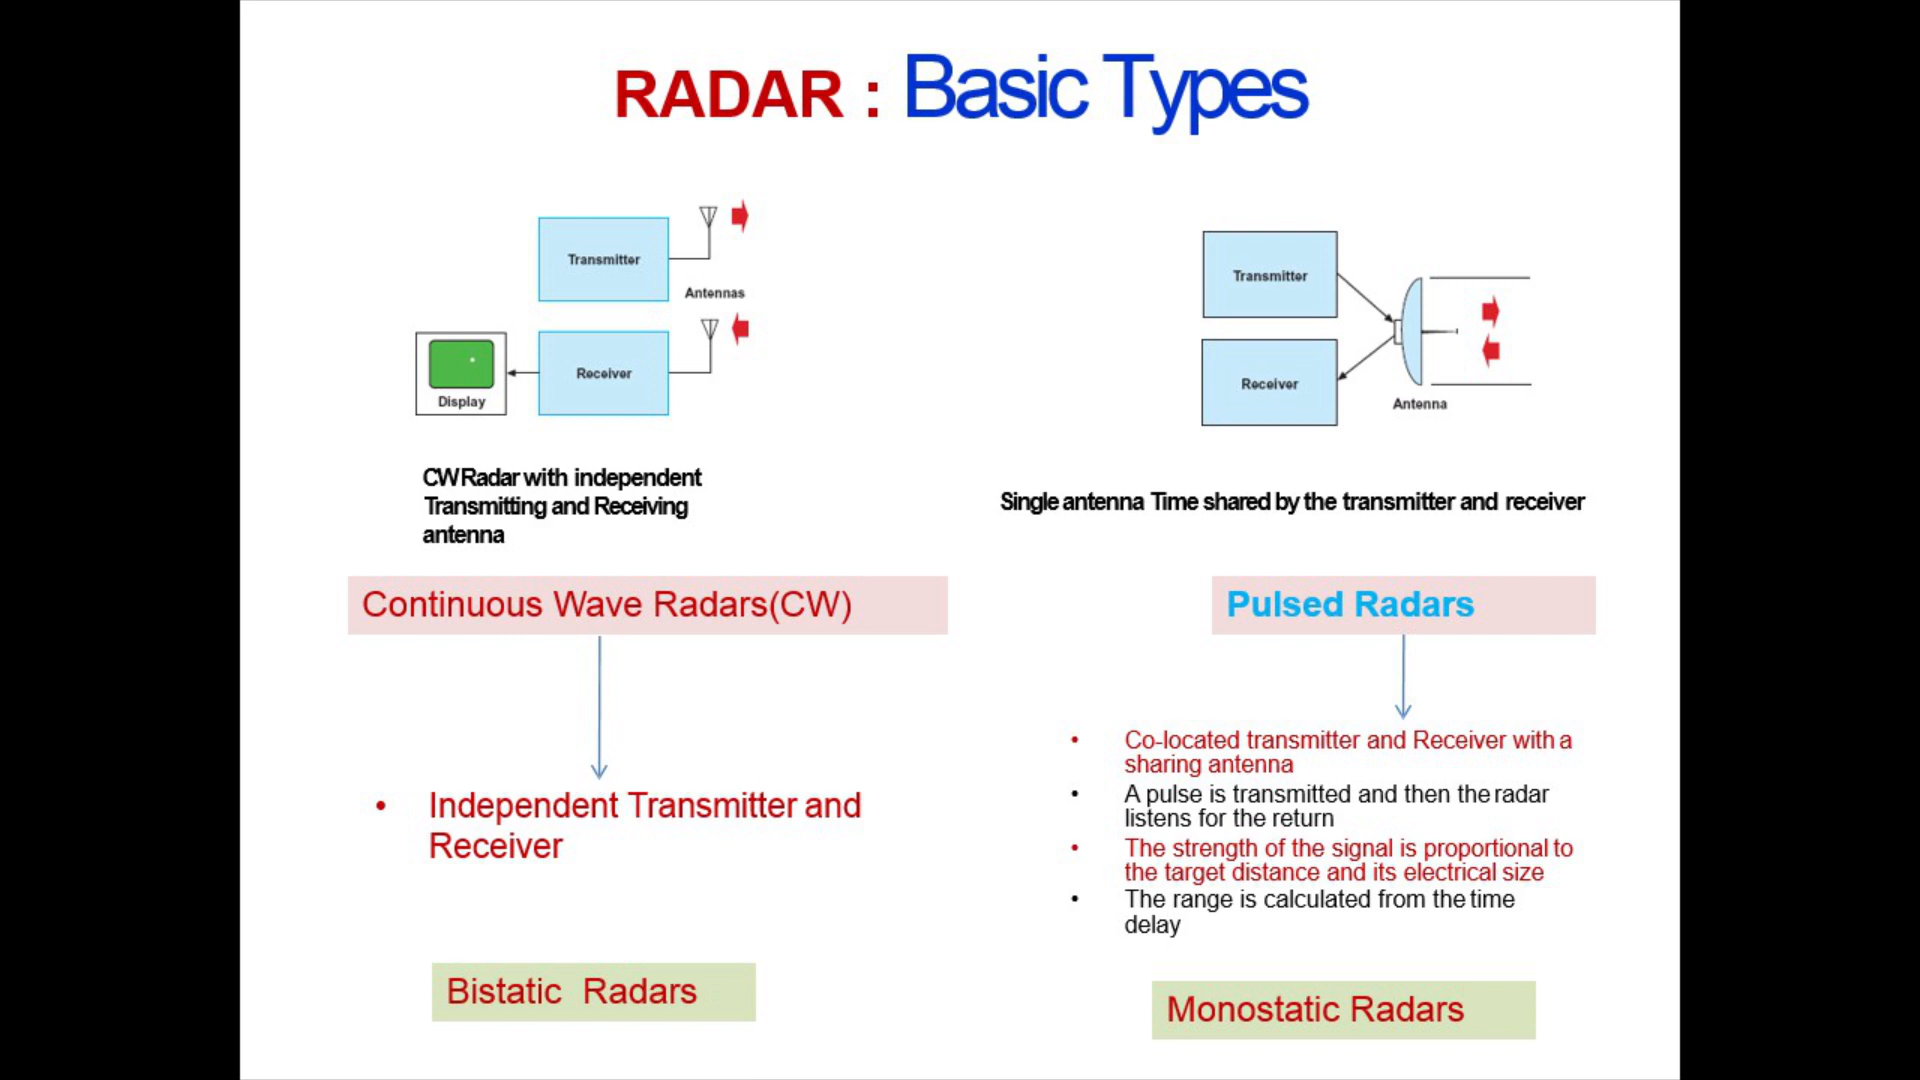 RADAR : Basic Types
Transmitter
Antennas
Receiver
Display
CW Radar with independent
Transmitting and Receiving
antenna
Continuous Wave Radars(CW)
• Independent Transmitter and
Receiver
Bistatic Radars
Transmitter
Receiver
Antenna
Single antenna Time shared by the transmitter and receiver
Pulsed Radars
• Co-located transmitter and Receiver with a
sharing antenna
• A pulse is transmitted and then the radar
listens for the return
• The strength of the signal is proportional to
the target distance and its electrical size
• The range is calculated from the time
delay
Monostatic Radars